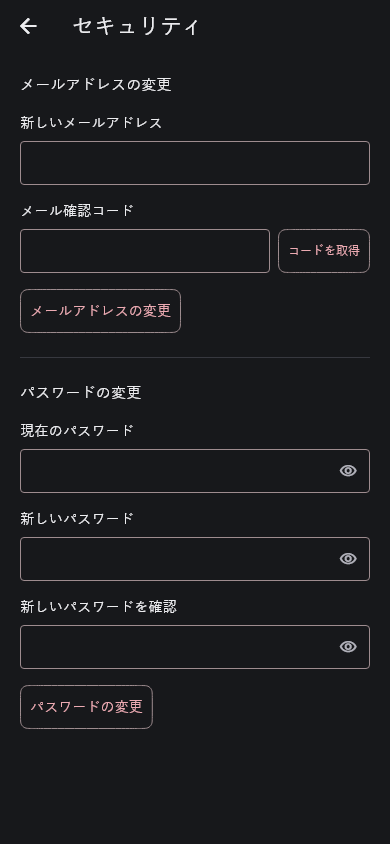 セキュリティ
メールアドレスの変更
新しいメールアドレス
メール確認コード
コードを取得
メールアドレスの変更
パスワードの変更
現在のパスワード
新しいパスワード
新しいパスワードを確認
パスワードの変更